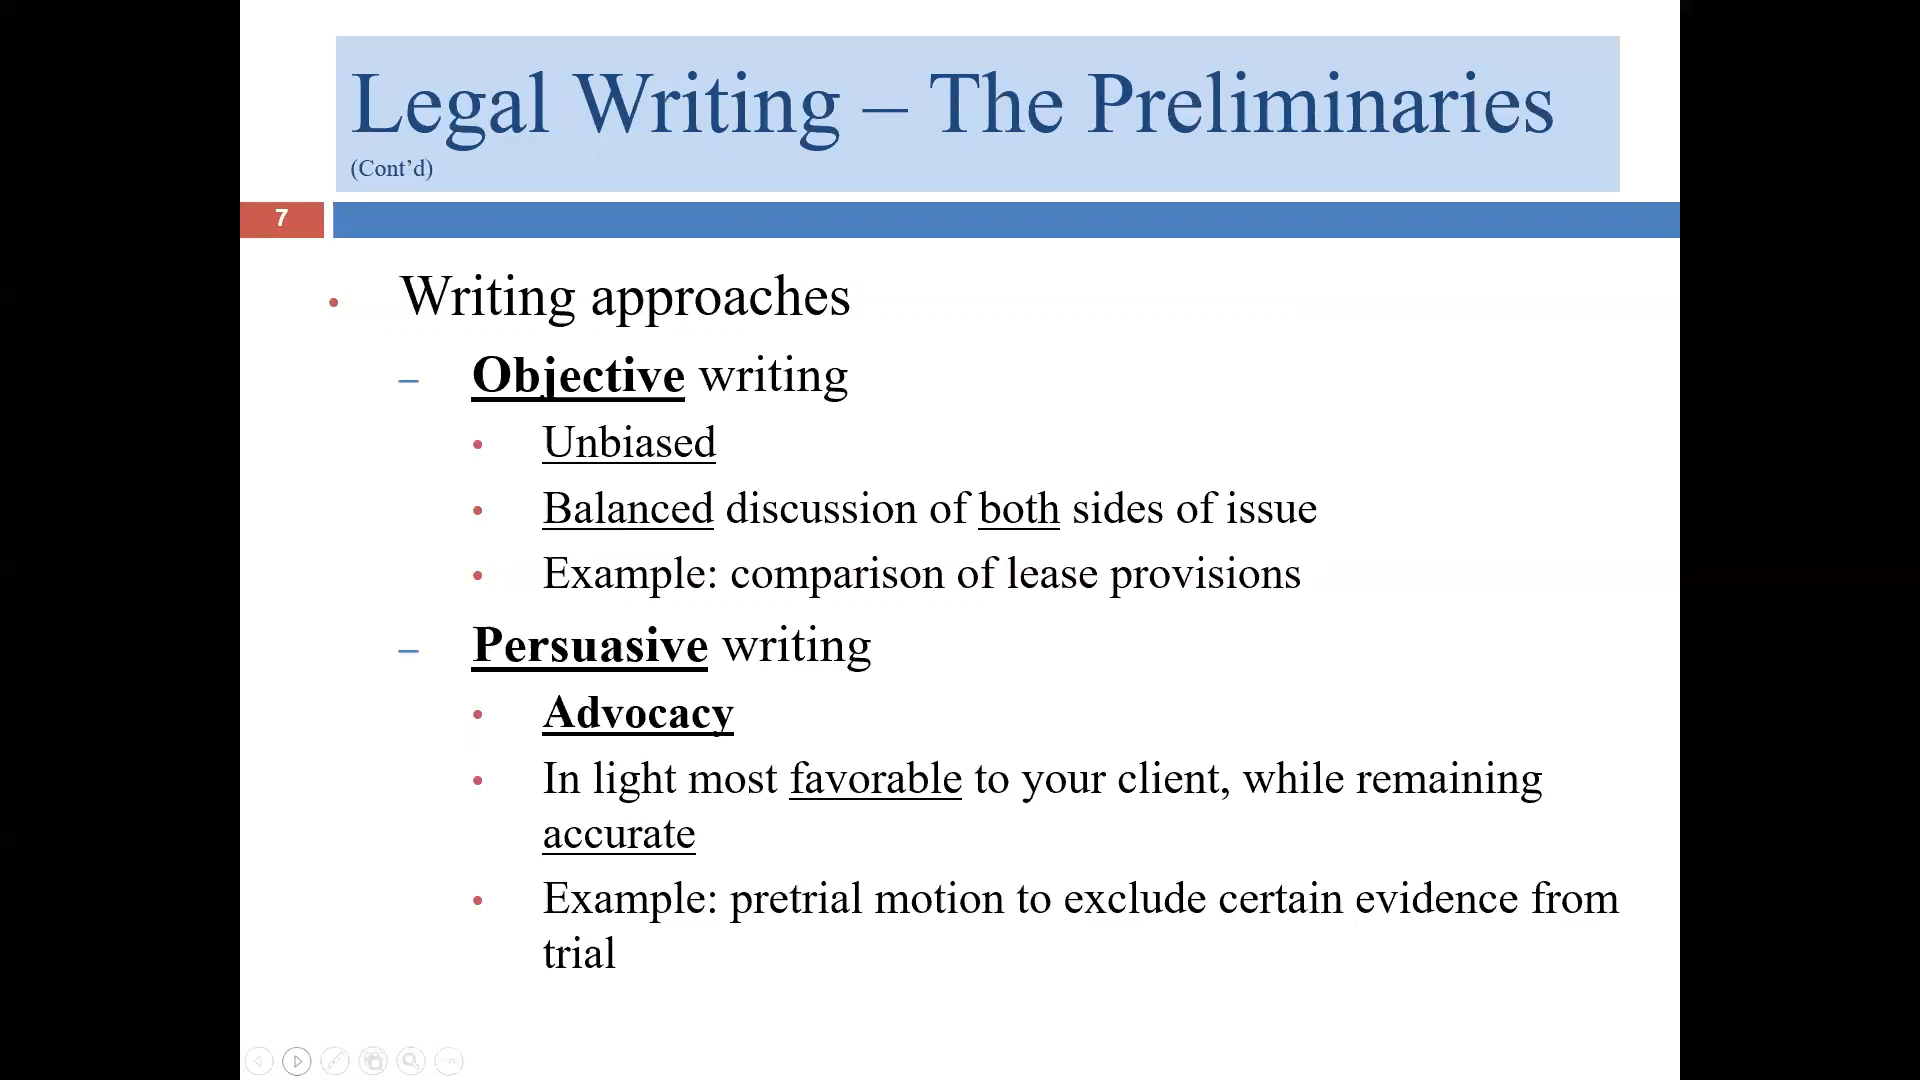 Legal Writing – The Preliminaries
(Cont’d)
7
• Writing approaches
– Objective writing
• Unbiased
• Balanced discussion of both sides of issue
• Example: comparison of lease provisions
– Persuasive writing
• Advocacy
• In light most favorable to your client, while remaining
accurate
• Example: pretrial motion to exclude certain evidence from
trial